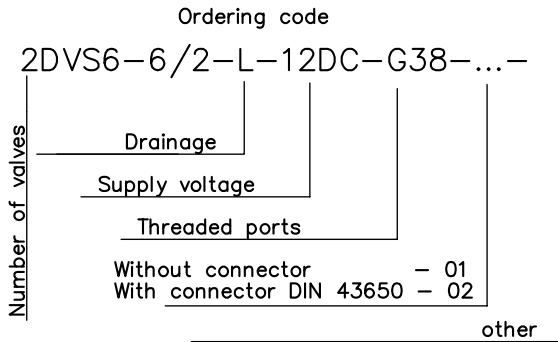 Ordering code
2DVS6-6/2-L-12DC-G38-...-
Number of valves
Drainage
Supply voltage
Threaded ports
Without connector - 01
With connector DIN 43650 - 02
other